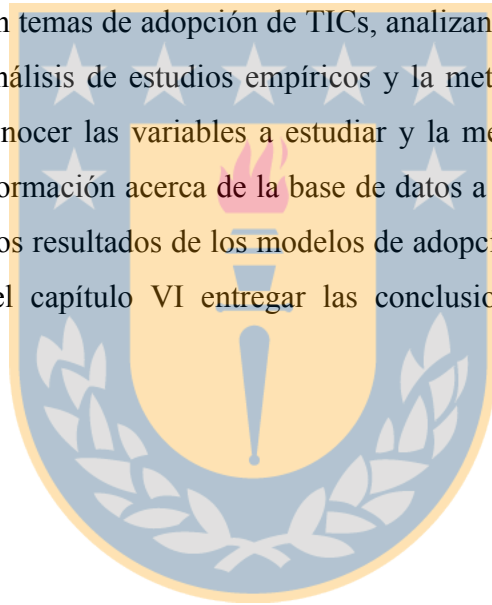 n temas de adopción de TICs, analizan
nálisis de estudios empíricos y la met
nocer las variables a estudiar y la me
ormación acerca de la base de datos a
os resultados de los modelos de adopci
el capítulo VI entregar las conclusio